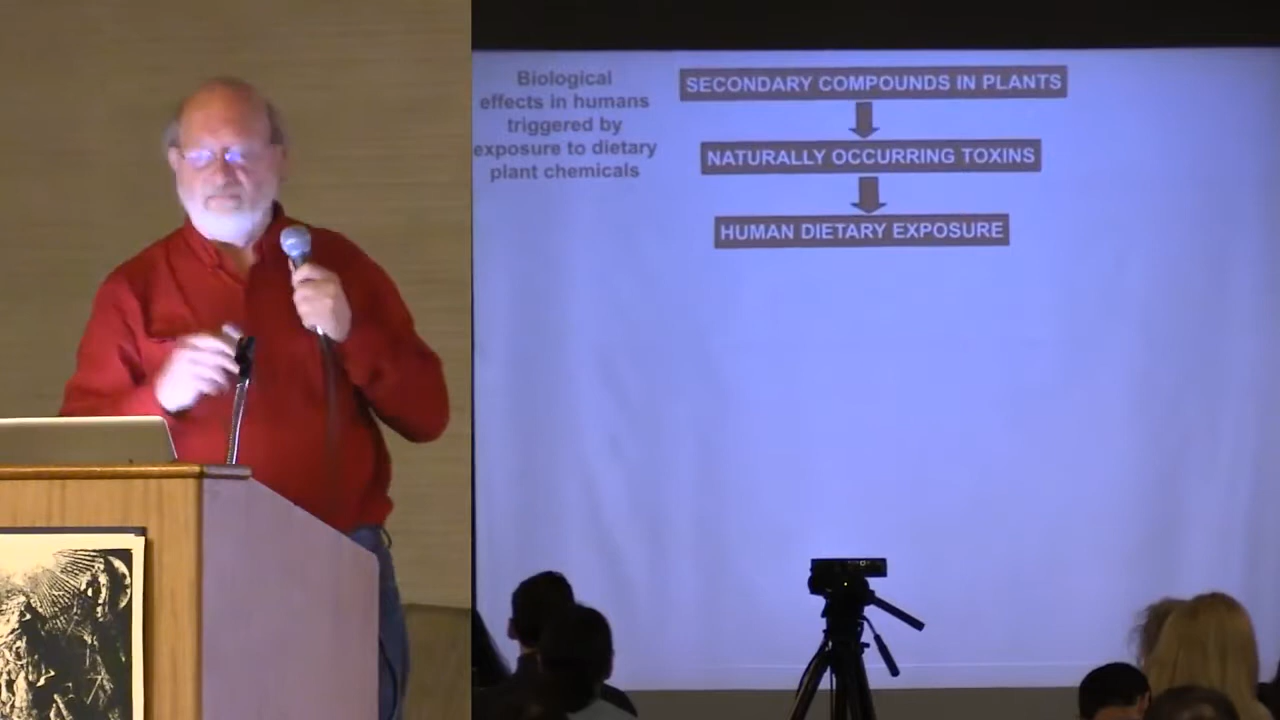 Biological
effects in humans
triggered by
exposure to dietary
plant chemicals
SECONDARY COMPOUNDS IN PLANTS
NATURALLY OCCURRING TOXINS
HUMAN DIETARY EXPOSURE